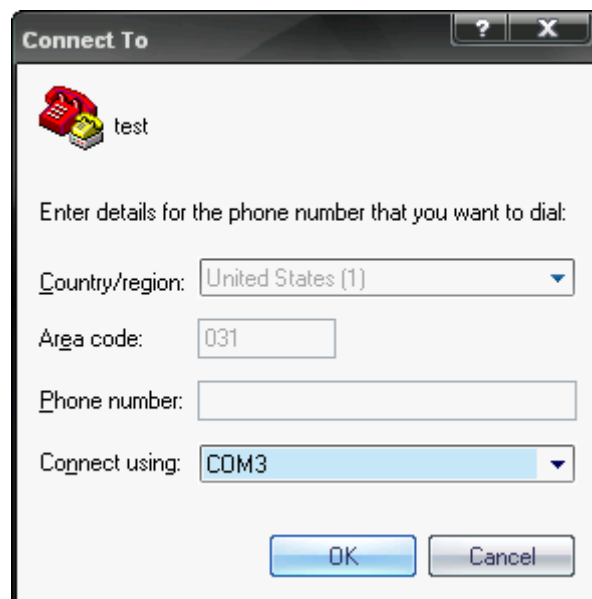 Connect To
?
X
test
Enter details for the phone number that you want to dial:
Country/region: United States (1)
Area code: 031
Phone number:
Connect using: COM3
OK Cancel